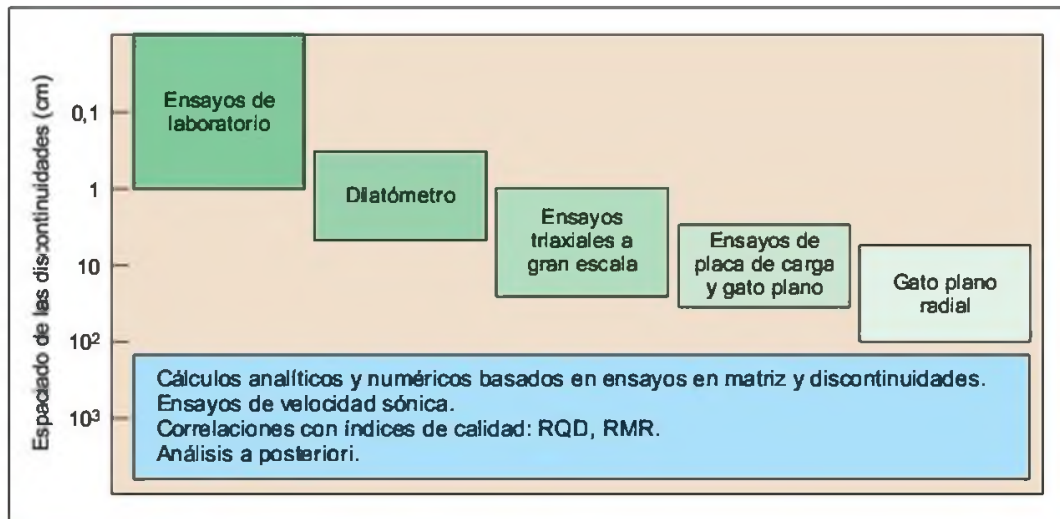 Espaciado de las discontinuidades (cm)
0,1
1
10
10²
10³
Ensayos de
laboratorio
Dilatómetro
Ensayos
triaxiales a
gran escala
Ensayos de
placa de carga
y gato plano
Gato plano
radial
Cálculos analíticos y numéricos basados en ensayos en matriz y discontinuidades.
Ensayos de velocidad sónica.
Correlaciones con índices de calidad: RQD, RMR.
Análisis a posteriori.